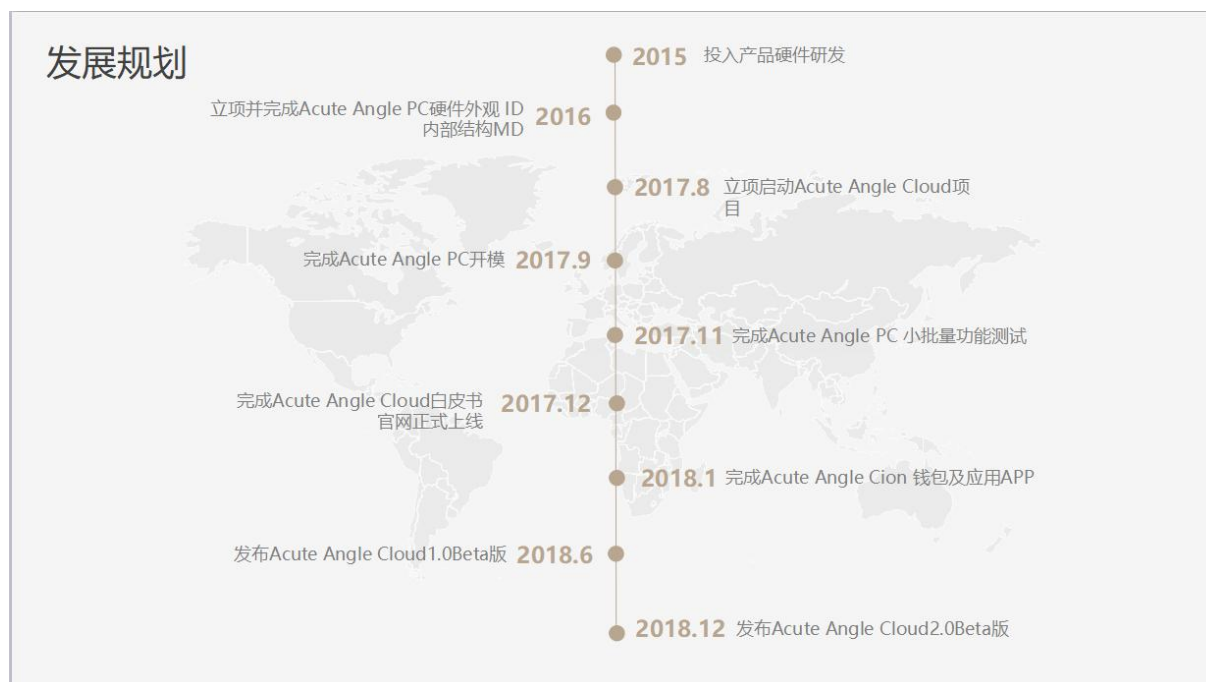 发展规划
2015 投入产品硬件研发
立项并完成Acute Angle PC硬件外观 ID
内部结构MD
2016
2017.8 立项启动Acute Angle Cloud项
目
完成Acute Angle PC开模 2017.9
2017.11 完成Acute Angle PC 小批量功能测试
完成Acute Angle Cloud白皮书
官网正式上线
2017.12
2018.1 完成Acute Angle Cion 钱包及应用APP
发布Acute Angle Cloud1.0Beta版 2018.6
2018.12 发布Acute Angle Cloud2.0Beta版